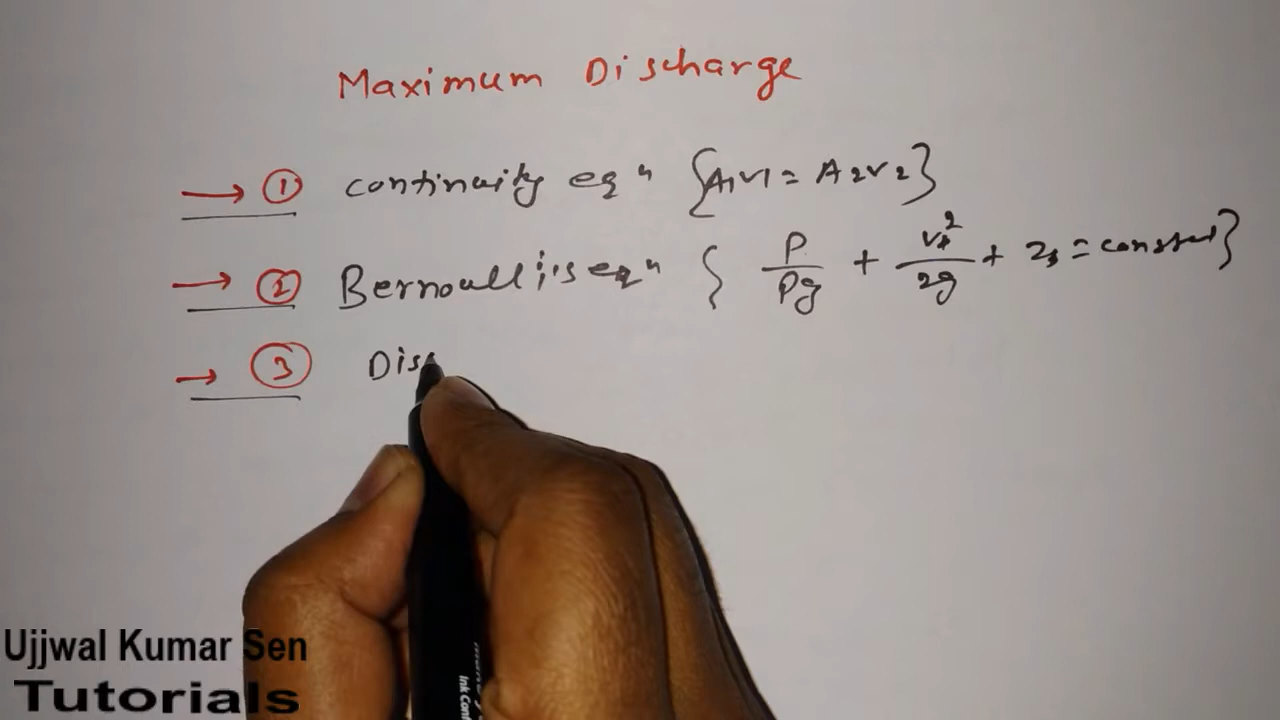 Maximum Discharge
→ ① continuity eqⁿ {A1V1 = A2V2}
→ ② Bernoulli's eqⁿ { P/ρg + V²/2g + z = constant}
→ ③ Dis
Ujjwal Kumar Sen
Tutorials